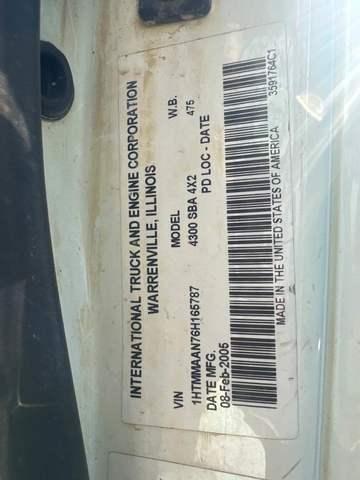 INTERNATIONAL TRUCK AND ENGINE CORPORATION
WARRENVILLE, ILLINOIS
VIN MODEL W.B.
1HTMMAAN76H165787 4300 SBA 4X2 475
DATE MFG. PD LOC - DATE
08-Feb-2005
MADE IN THE UNITED STATES OF AMERICA 3591764C1